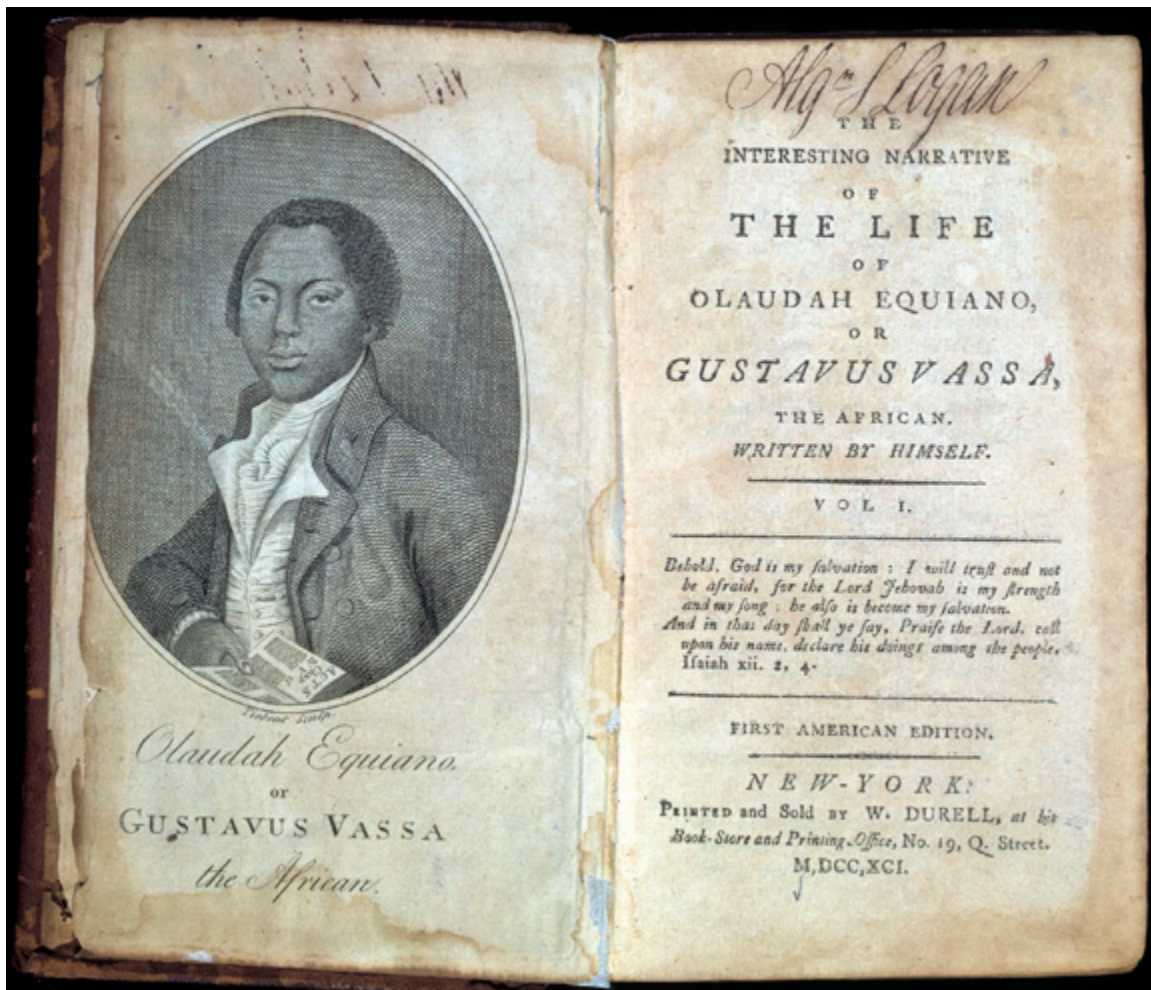 Tiebout Sculp.
Olaudah Equiano.
or
GUSTAVUS VASSA
the African.
Algn S Logan
THE
INTERESTING NARRATIVE
OF
THE LIFE
OF
OLAUDAH EQUIANO,
OR
GUSTAVUS VASSA,
THE AFRICAN.
WRITTEN BY HIMSELF.
VOL I.
Behold, God is my ſalvation : I will truſt and not
be afraid, for the Lord Jehovah is my ſtrength
and my ſong ; he alſo is become my ſalvation.
And in that day ſhall ye ſay, Praiſe the Lord, call
upon his name, declare his doings among the people.
Iſaiah xii. 2, 4.
FIRST AMERICAN EDITION.
NEW-YORK:
PRINTED and Sold BY W. DURELL, at his
Book-Store and Printing-Office, No. 19, Q. Street.
M,DCC,XCI.